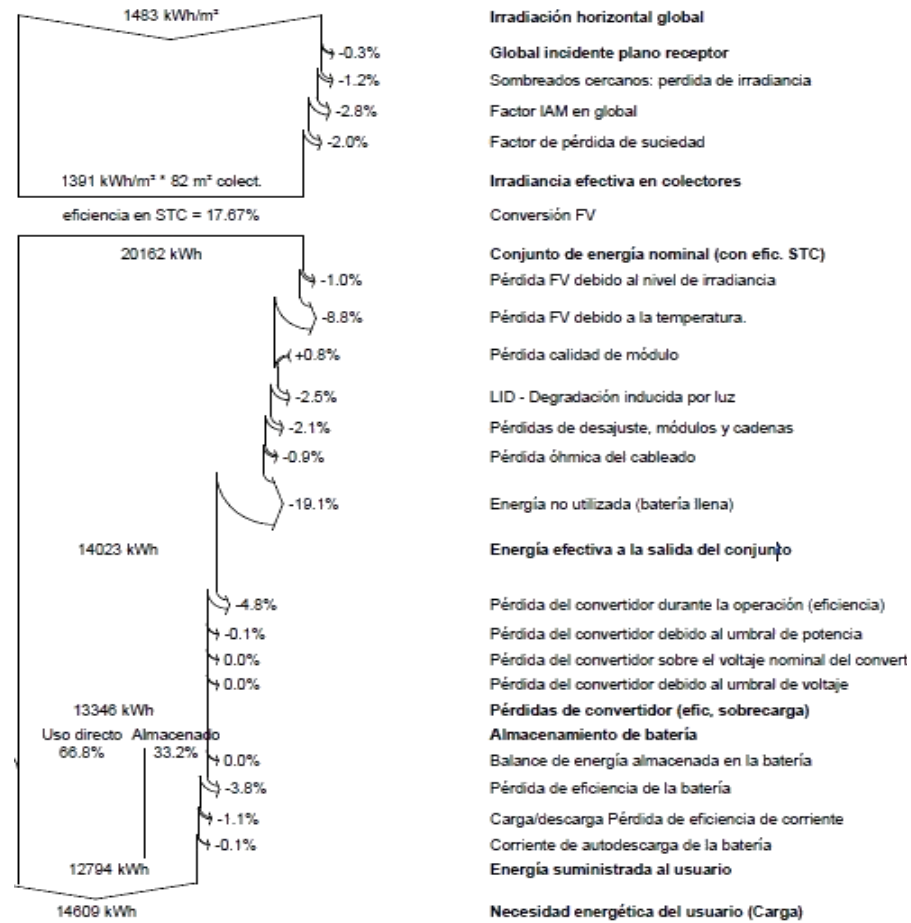 1483 kWh/m² Irradiación horizontal global
-0.3% Global incidente plano receptor
-1.2% Sombreados cercanos: perdida de irradiancia
-2.8% Factor IAM en global
-2.0% Factor de pérdida de suciedad
1391 kWh/m² * 82 m² colect. Irradiancia efectiva en colectores
eficiencia en STC = 17.67% Conversión FV
20162 kWh Conjunto de energía nominal (con efic. STC)
-1.0% Pérdida FV debido al nivel de irradiancia
-8.8% Pérdida FV debido a la temperatura.
+0.8% Pérdida calidad de módulo
-2.5% LID - Degradación inducida por luz
-2.1% Pérdidas de desajuste, módulos y cadenas
-0.9% Pérdida óhmica del cableado
-19.1% Energía no utilizada (batería llena)
14023 kWh Energía efectiva a la salida del conjunto
-4.8% Pérdida del convertidor durante la operación (eficiencia)
-0.1% Pérdida del convertidor debido al umbral de potencia
0.0% Pérdida del convertidor sobre el voltaje nominal del convert
0.0% Pérdida del convertidor debido al umbral de voltaje
13346 kWh Pérdidas de convertidor (efic, sobrecarga)
Uso directo Almacenado Almacenamiento de batería
66.8% 33.2% 0.0% Balance de energía almacenada en la batería
-3.8% Pérdida de eficiencia de la batería
-1.1% Carga/descarga Pérdida de eficiencia de corriente
-0.1% Corriente de autodescarga de la batería
12794 kWh Energía suministrada al usuario
14609 kWh Necesidad energética del usuario (Carga)